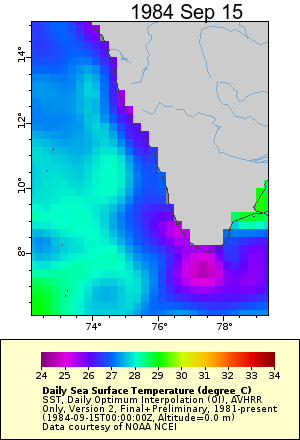 1984 Sep 15
14°
12°
10°
8°
74°
76°
78°
24 25 26 27 28 29 30 31 32 33 34
Daily Sea Surface Temperature (degree_C)
SST, Daily Optimum Interpolation (OI), AVHRR
Only, Version 2, Final+Preliminary, 1981-present
(1984-09-15T00:00:00Z, Altitude=0.0 m)
Data courtesy of NOAA NCEI